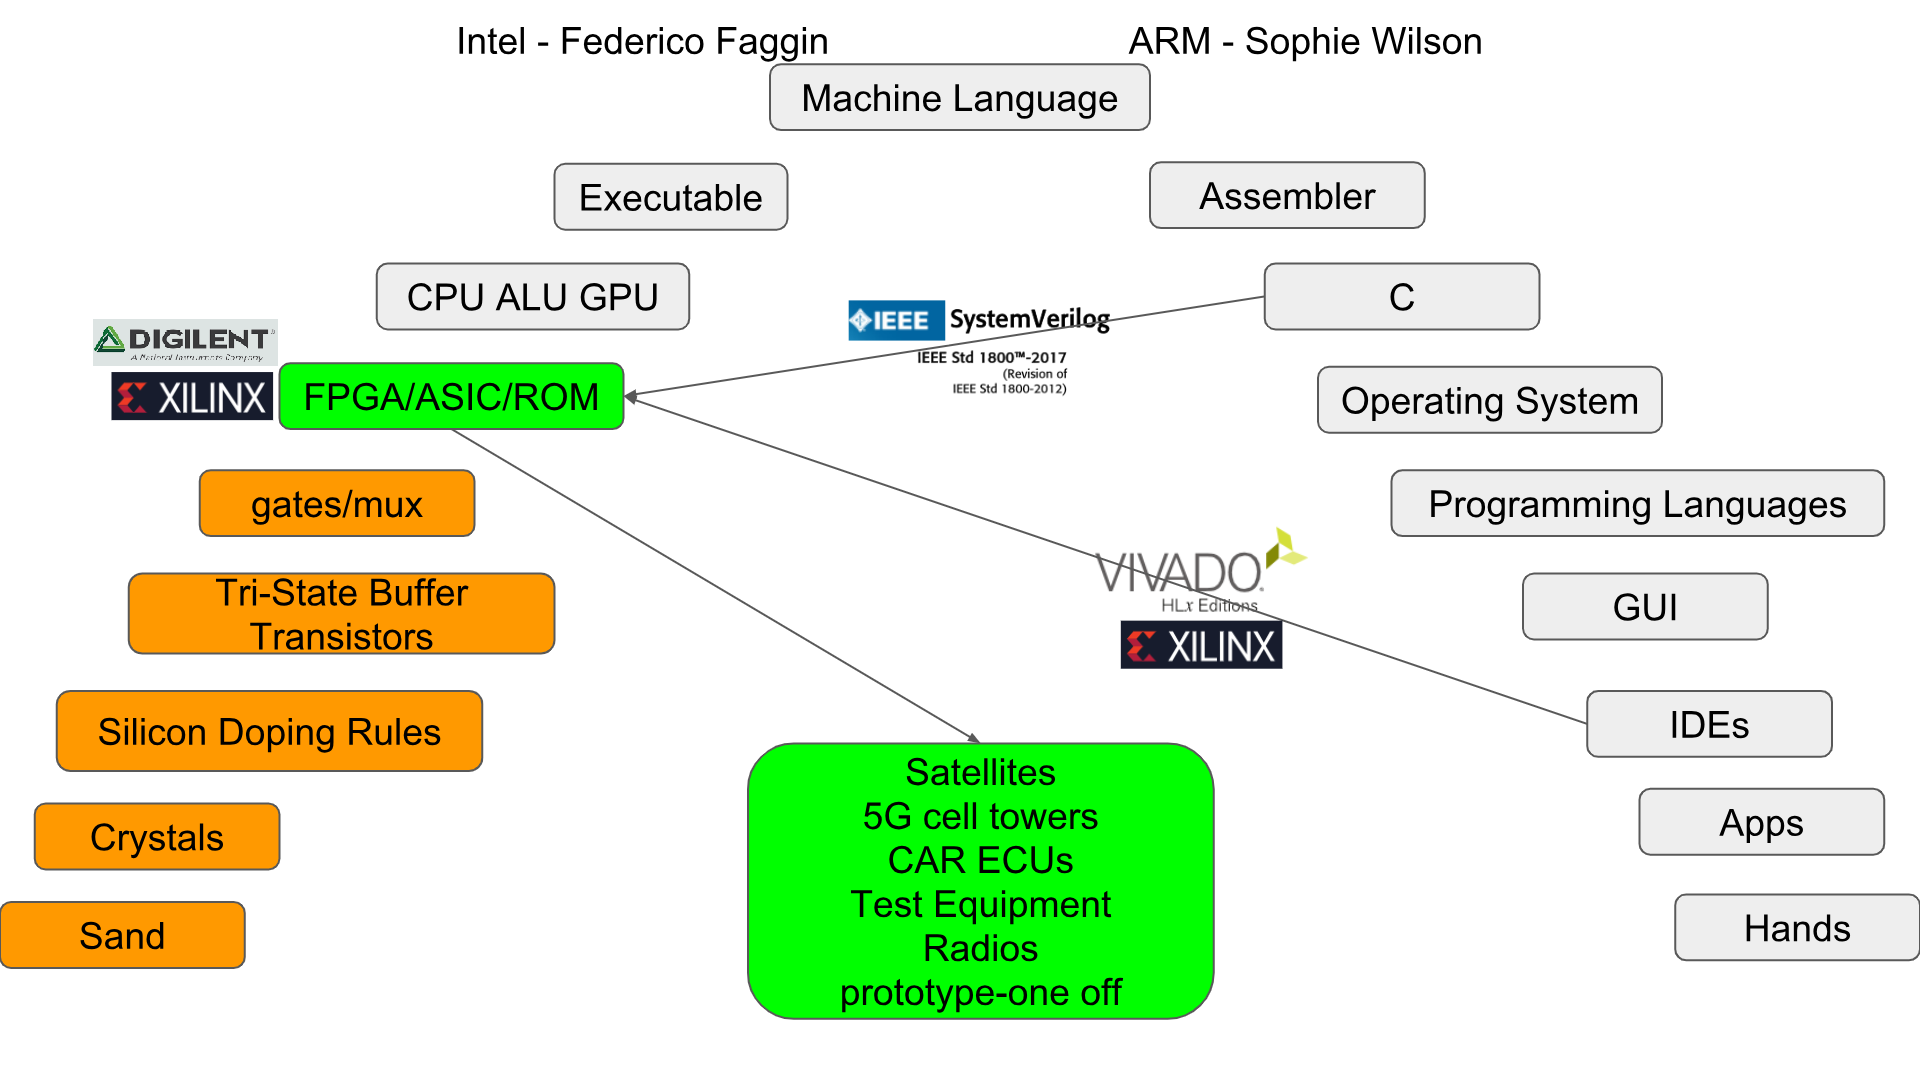 Intel - Federico Faggin
ARM - Sophie Wilson
Machine Language
Executable
Assembler
CPU ALU GPU
C
IEEE SystemVerilog
IEEE Std 1800™-2017
(Revision of
IEEE Std 1800-2012)
DIGILENT
A National Instruments Company
XILINX
FPGA/ASIC/ROM
Operating System
gates/mux
Programming Languages
Tri-State Buffer
Transistors
VIVADO.
HLx Editions
XILINX
GUI
Silicon Doping Rules
IDEs
Satellites
5G cell towers
CAR ECUs
Test Equipment
Radios
prototype-one off
Crystals
Apps
Sand
Hands